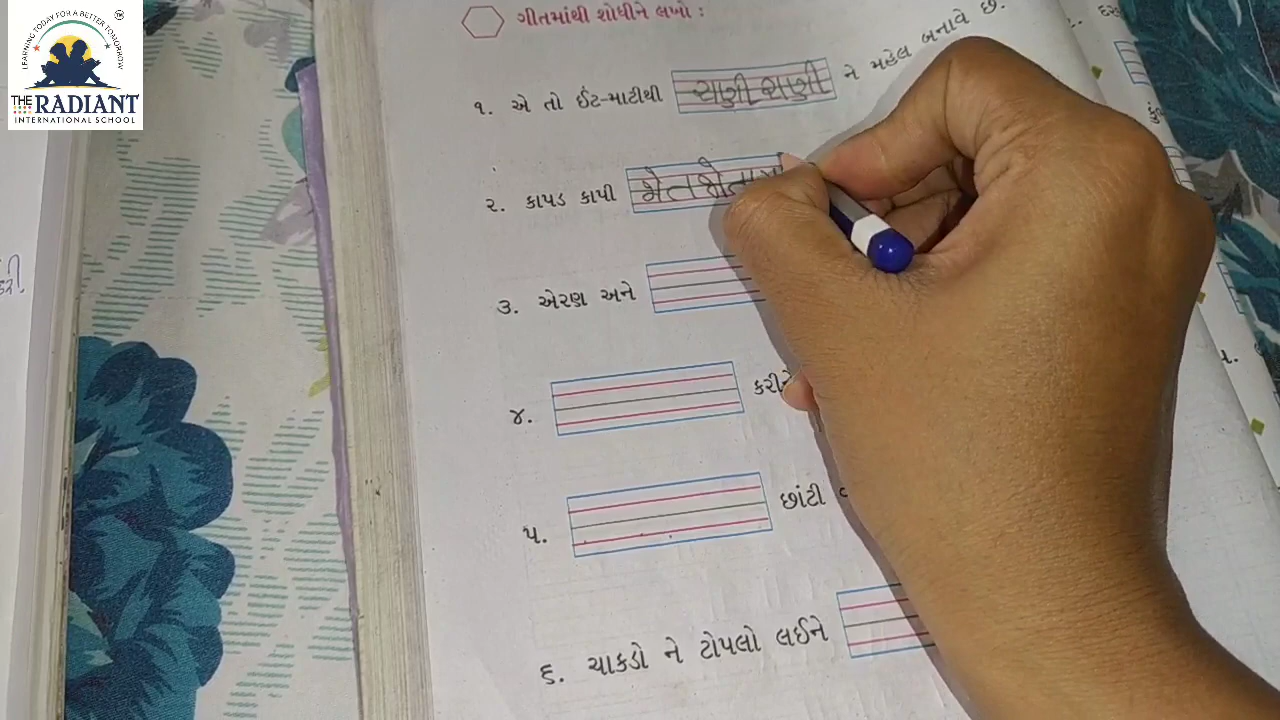 LEARNING TODAY FOR A BETTER TOMORROW
THE RADIANT
INTERNATIONAL SCHOOL
ગીતમાંથી શોધીને લખો :
૧. એ તો ઈંટ-માટીથી ચણી ચણી ને મહેલ બનાવે છે.
૨. કાપડ કાપી
૩. એરણ અને
૪. કરીને
૫. છાંટી
૬. ચાકડો ને ટોપલો લઈને
૫.